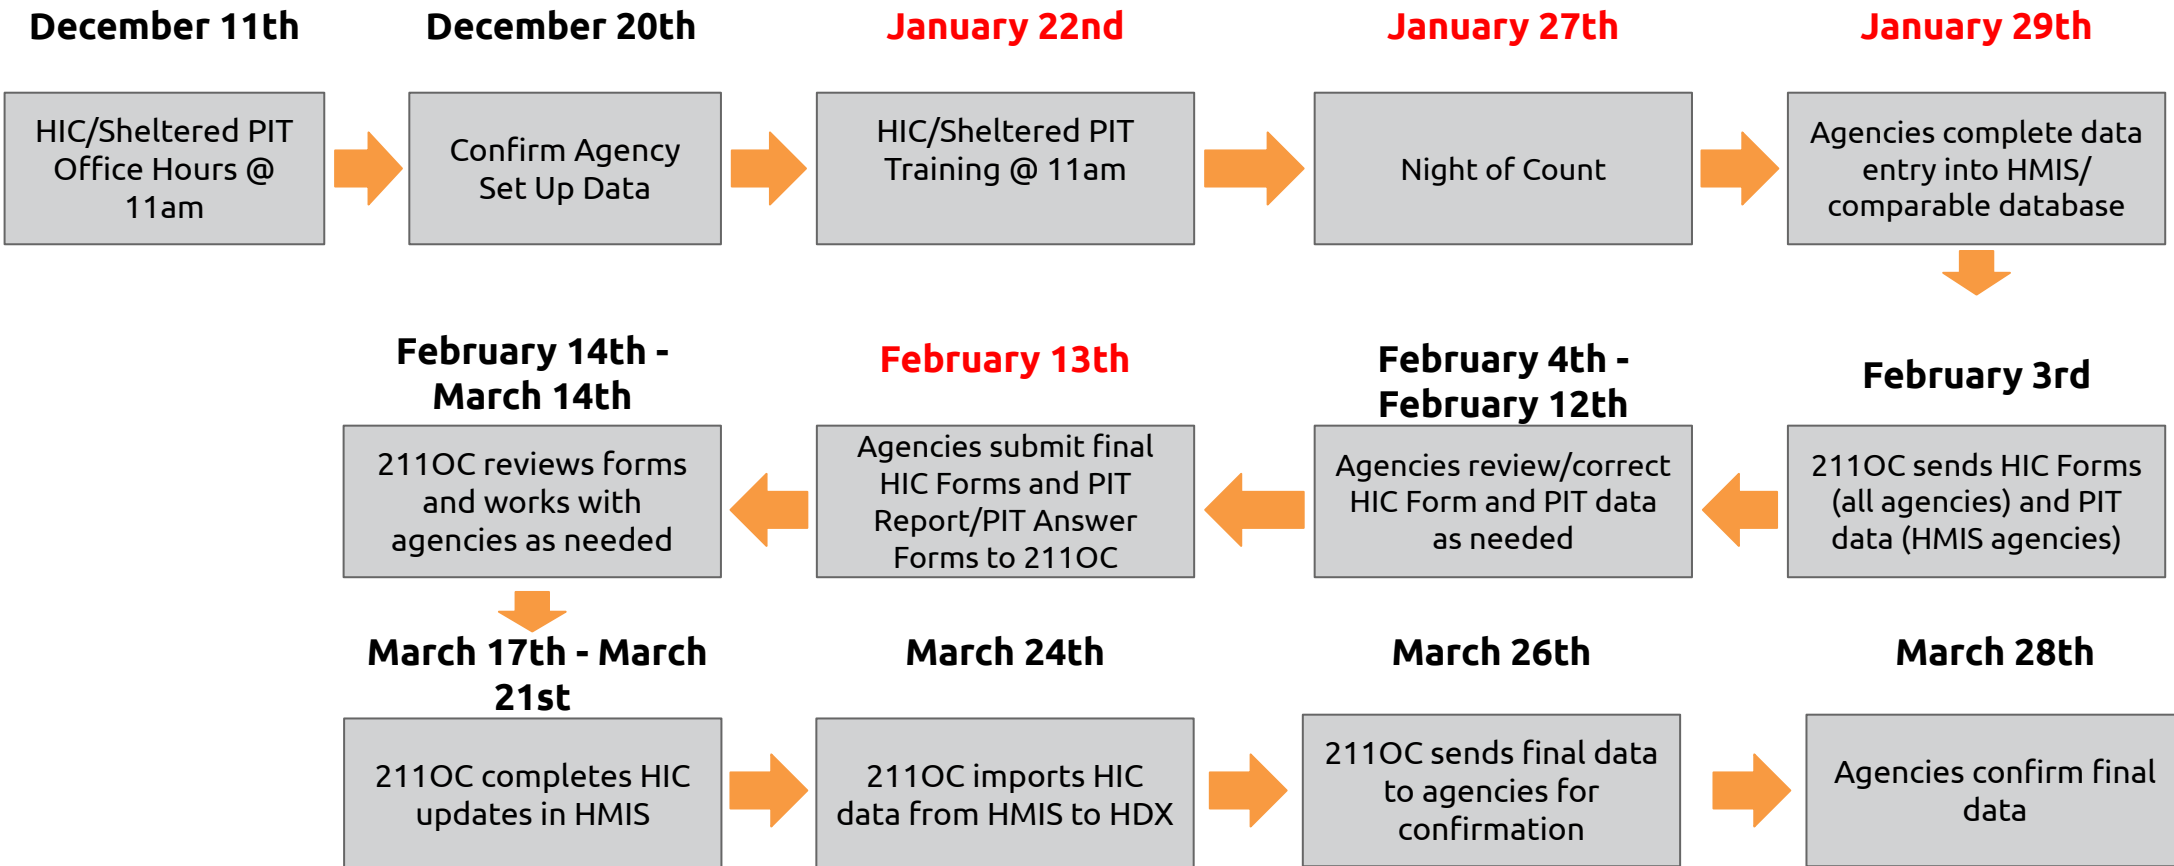 December 11th
HIC/Sheltered PIT
Office Hours @
11am
December 20th
Confirm Agency
Set Up Data
January 22nd
HIC/Sheltered PIT
Training @ 11am
January 27th
Night of Count
January 29th
Agencies complete data
entry into HMIS/
comparable database
February 3rd
211OC sends HIC Forms
(all agencies) and PIT
data (HMIS agencies)
February 4th -
February 12th
Agencies review/correct
HIC Form and PIT data
as needed
February 13th
Agencies submit final
HIC Forms and PIT
Report/PIT Answer
Forms to 211OC
February 14th -
March 14th
211OC reviews forms
and works with
agencies as needed
March 17th - March
21st
211OC completes HIC
updates in HMIS
March 24th
211OC imports HIC
data from HMIS to HDX
March 26th
211OC sends final data
to agencies for
confirmation
March 28th
Agencies confirm final
data